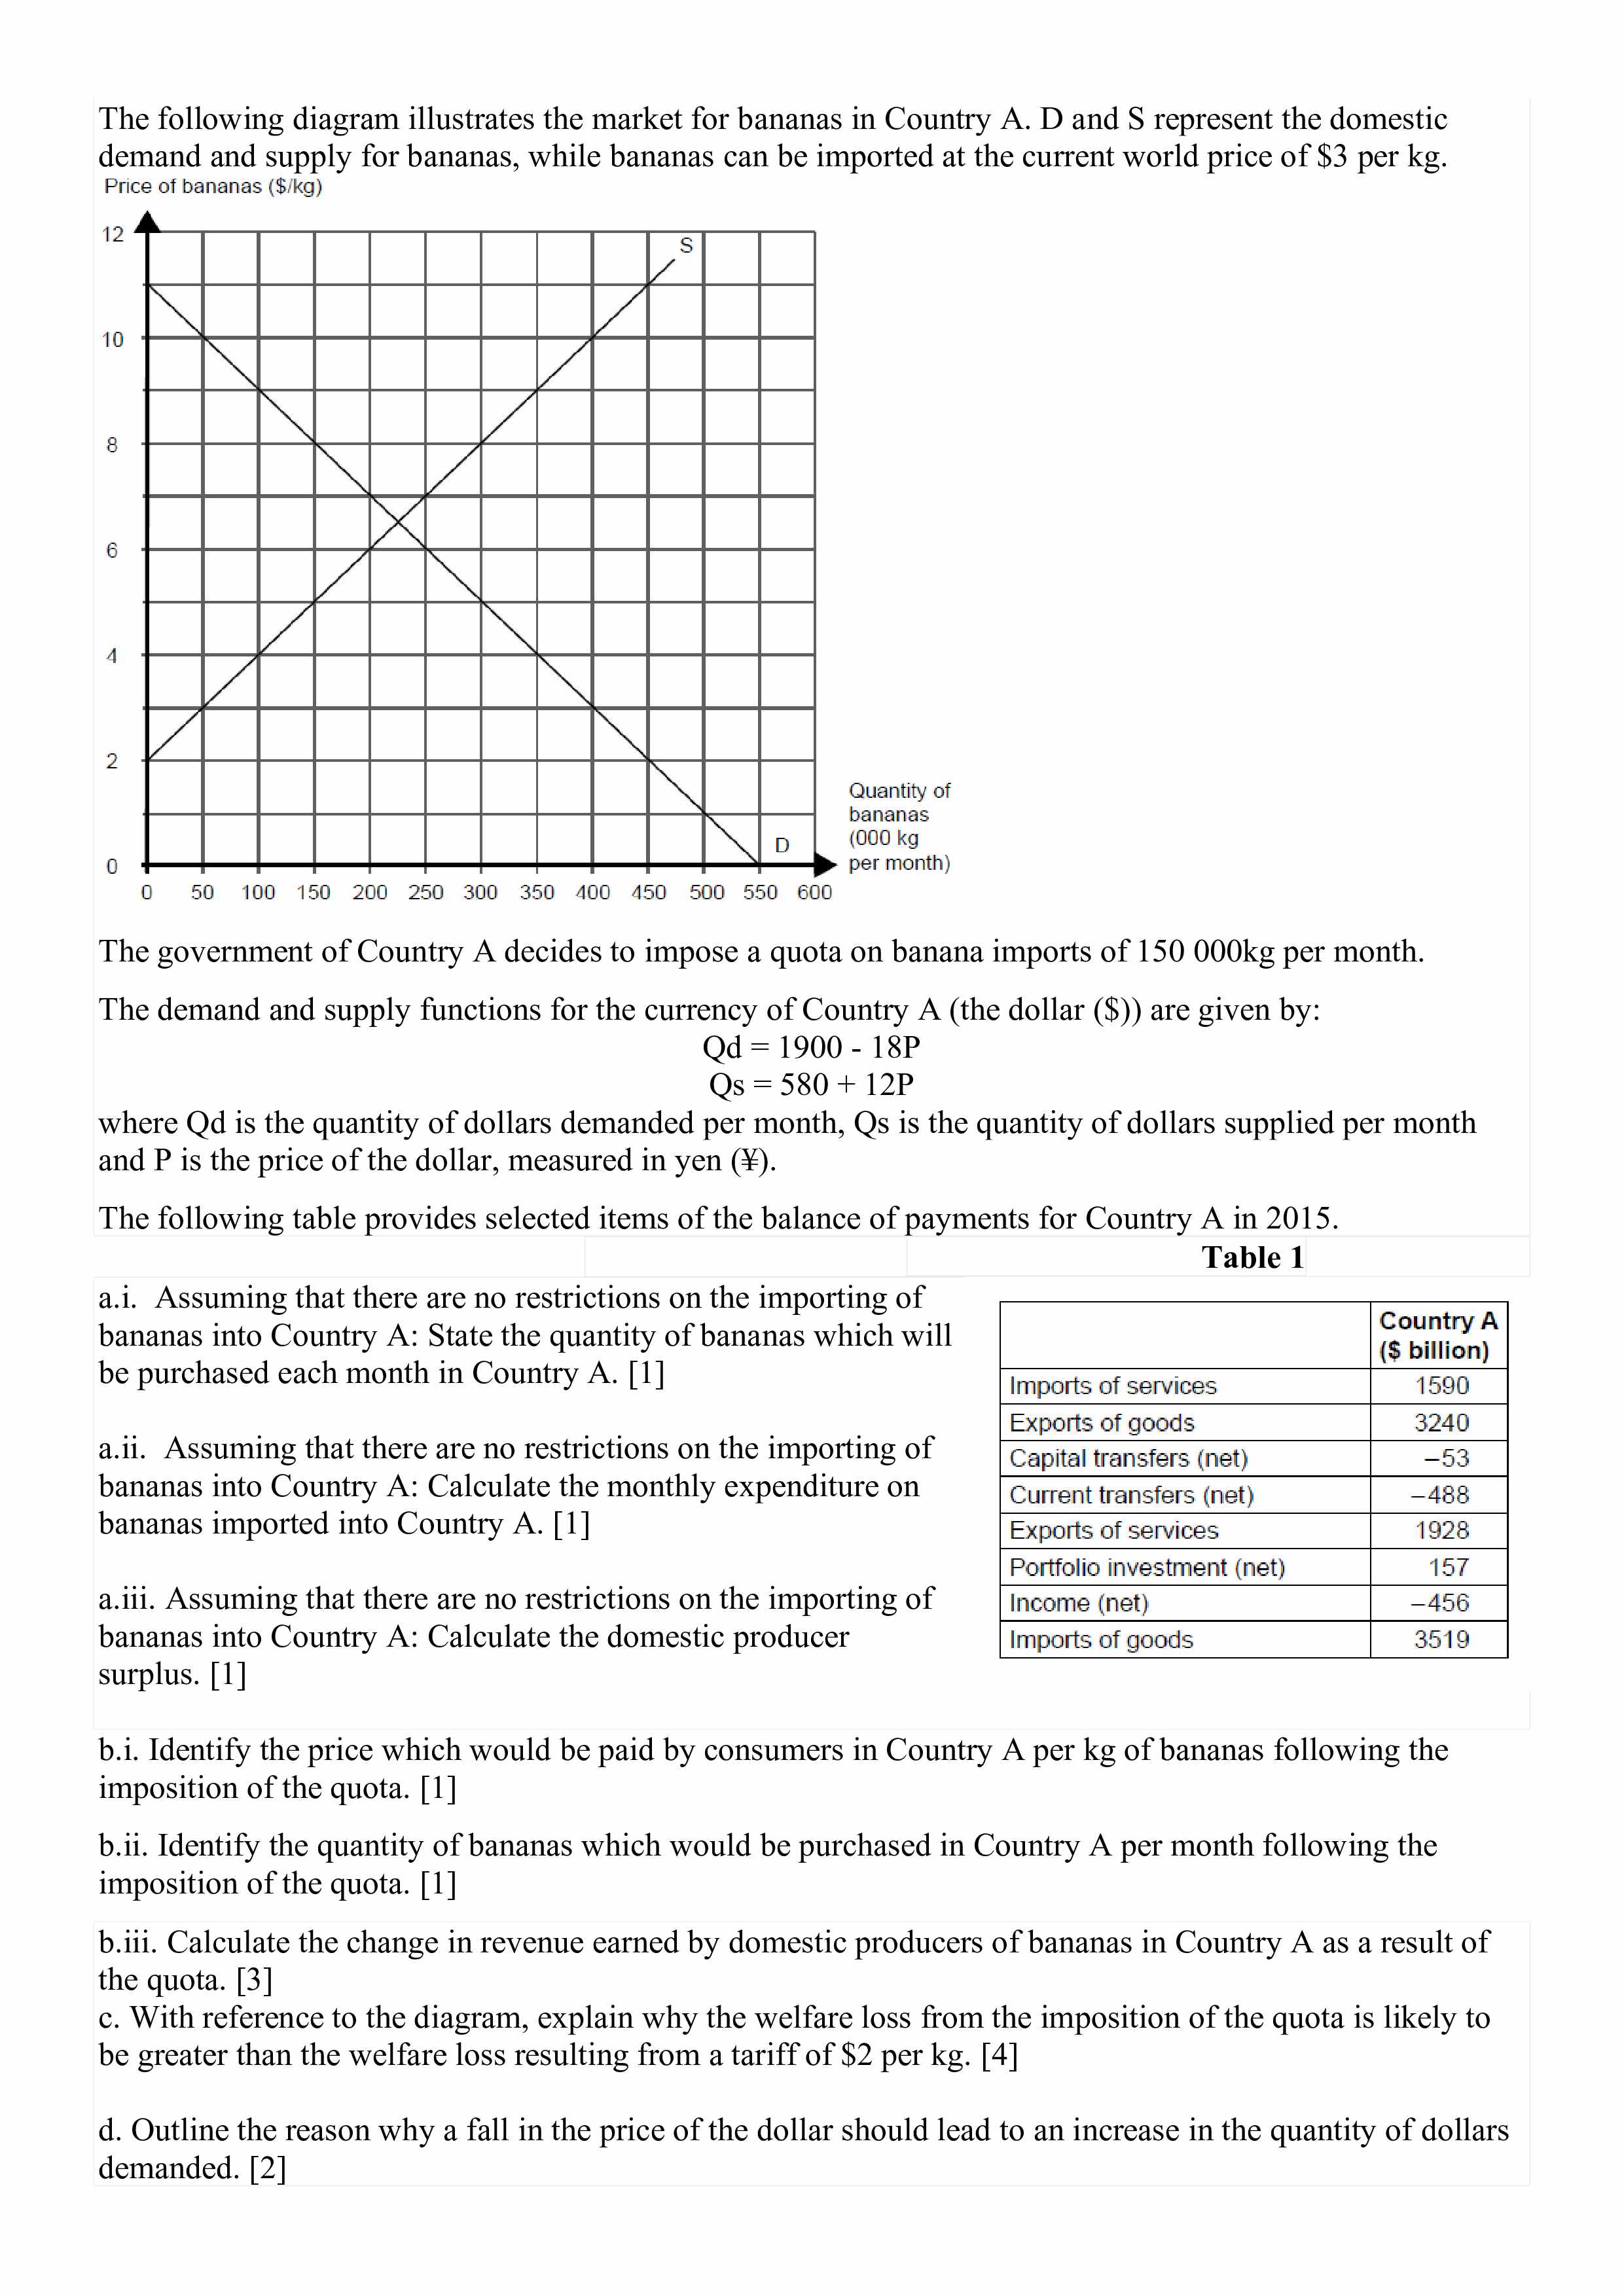 The following diagram illustrates the market for bananas in Country A. D and S represent the domestic
demand and supply for bananas, while bananas can be imported at the current world price of $3 per kg.
Price of bananas ($/kg)
12
S
10
8
6
4
2
Quantity of
bananas
(000 kg
per month)
D
0
0 50 100 150 200 250 300 350 400 450 500 550 600
The government of Country A decides to impose a quota on banana imports of 150 000kg per month.
The demand and supply functions for the currency of Country A (the dollar ($)) are given by:
Qd = 1900 - 18P
Qs = 580 + 12P
where Qd is the quantity of dollars demanded per month, Qs is the quantity of dollars supplied per month
and P is the price of the dollar, measured in yen (¥).
The following table provides selected items of the balance of payments for Country A in 2015.
Table 1
a.i. Assuming that there are no restrictions on the importing of
bananas into Country A: State the quantity of bananas which will
be purchased each month in Country A. [1]
a.ii. Assuming that there are no restrictions on the importing of
bananas into Country A: Calculate the monthly expenditure on
bananas imported into Country A. [1]
a.iii. Assuming that there are no restrictions on the importing of
bananas into Country A: Calculate the domestic producer
surplus. [1]
Country A
($ billion)
Imports of services 1590
Exports of goods 3240
Capital transfers (net) –53
Current transfers (net) –488
Exports of services 1928
Portfolio investment (net) 157
Income (net) –456
Imports of goods 3519
b.i. Identify the price which would be paid by consumers in Country A per kg of bananas following the
imposition of the quota. [1]
b.ii. Identify the quantity of bananas which would be purchased in Country A per month following the
imposition of the quota. [1]
b.iii. Calculate the change in revenue earned by domestic producers of bananas in Country A as a result of
the quota. [3]
c. With reference to the diagram, explain why the welfare loss from the imposition of the quota is likely to
be greater than the welfare loss resulting from a tariff of $2 per kg. [4]
d. Outline the reason why a fall in the price of the dollar should lead to an increase in the quantity of dollars
demanded. [2]